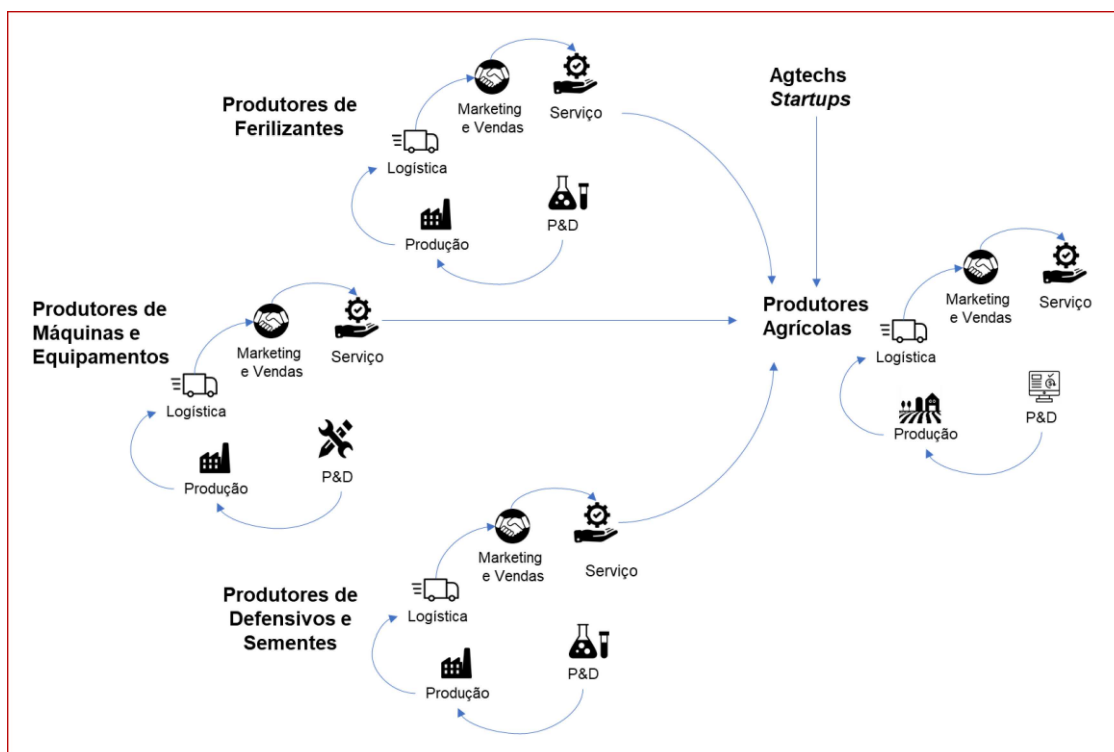 Produtores de
Ferilizantes
Marketing
e Vendas
Serviço
Logística
Produção
P&D
Agtechs
Startups
Produtores de
Máquinas e
Equipamentos
Marketing
e Vendas
Serviço
Logística
Produção
P&D
Produtores
Agrícolas
Marketing
e Vendas
Serviço
Logística
Produção
P&D
Produtores de
Defensivos e
Sementes
Marketing
e Vendas
Serviço
Logística
Produção
P&D